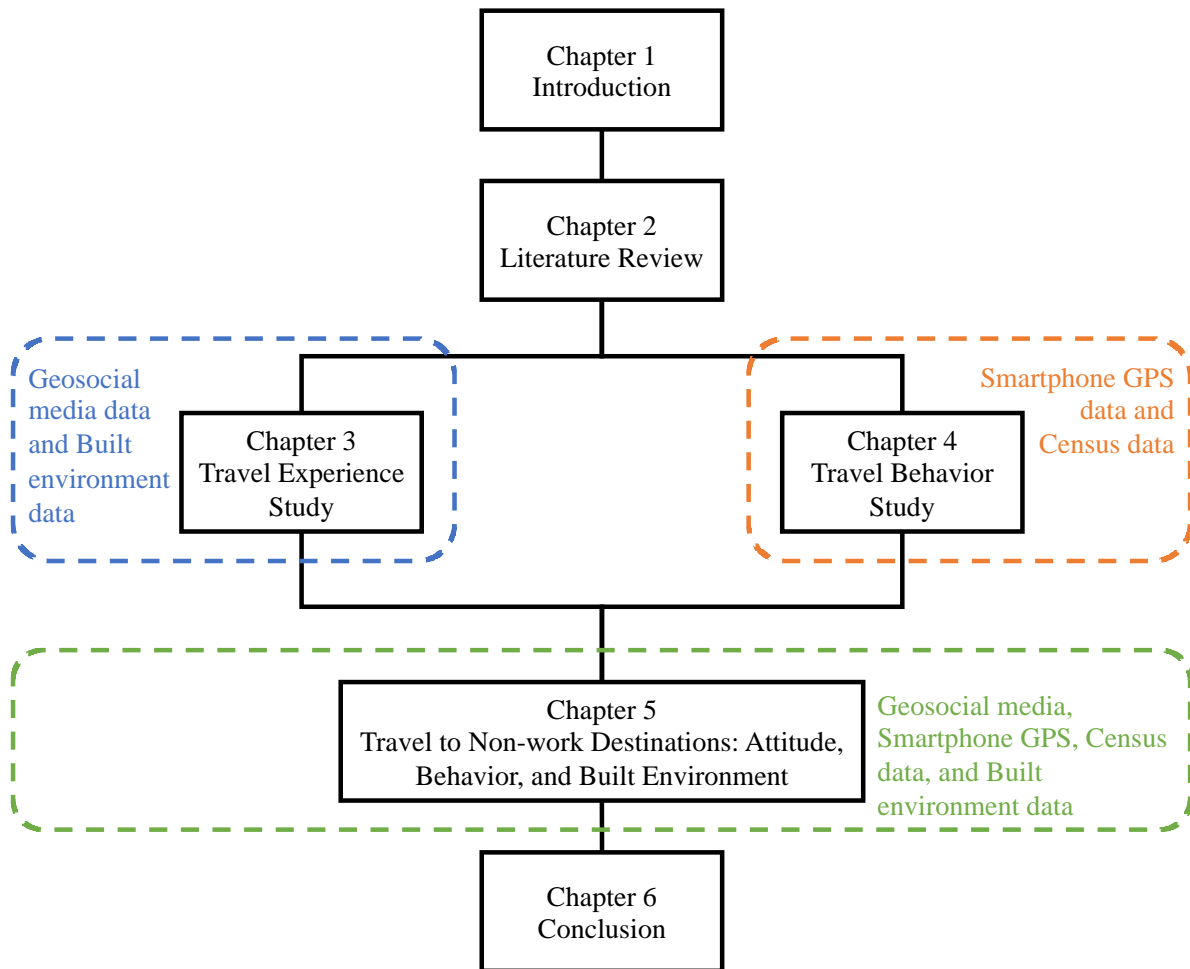 Chapter 1
Introduction
Chapter 2
Literature Review
Geosocial
media data
and Built
environment
data
Chapter 3
Travel Experience
Study
Chapter 4
Travel Behavior
Study
Smartphone GPS
data and
Census data
Chapter 5
Travel to Non-work Destinations: Attitude,
Behavior, and Built Environment
Geosocial media,
Smartphone GPS, Census
data, and Built
environment data
Chapter 6
Conclusion